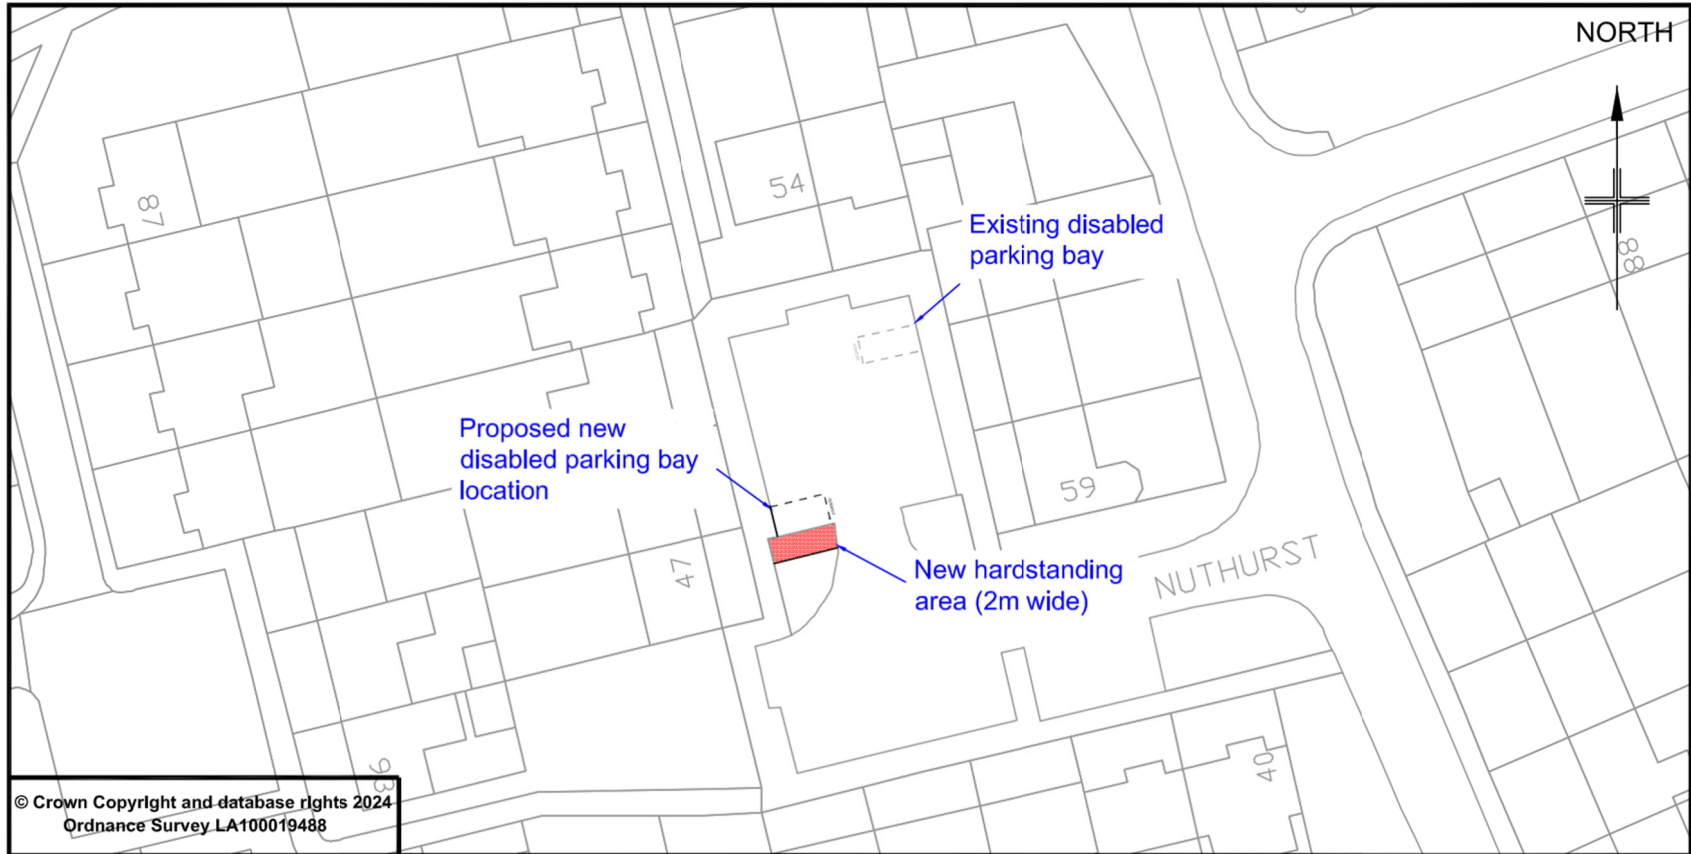 NORTH
54
87
Existing disabled
parking bay
88
Proposed new
disabled parking bay
location
59
47
New hardstanding
area (2m wide)
NUTHURST
40
© Crown Copyright and database rights 2024
Ordnance Survey LA100019488